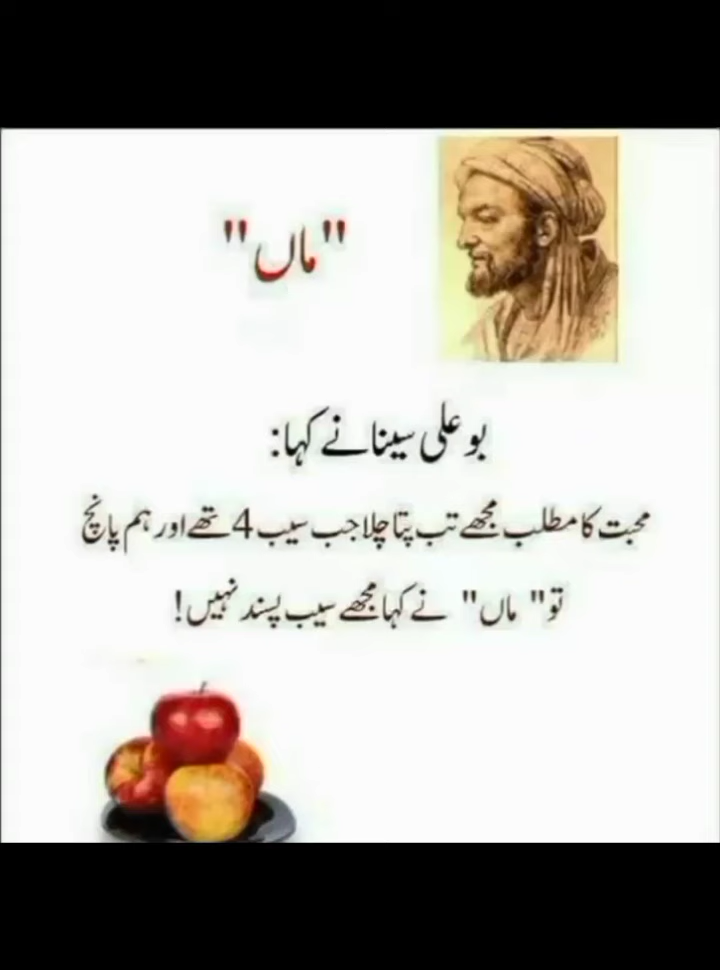 "ماں"
بو علی سینا نے کہا:
محبت کا مطلب مجھے تب پتا چلا جب سیب 4 تھے اور ہم پانچ
تو " ماں" نے کہا مجھے سیب پسند نہیں!